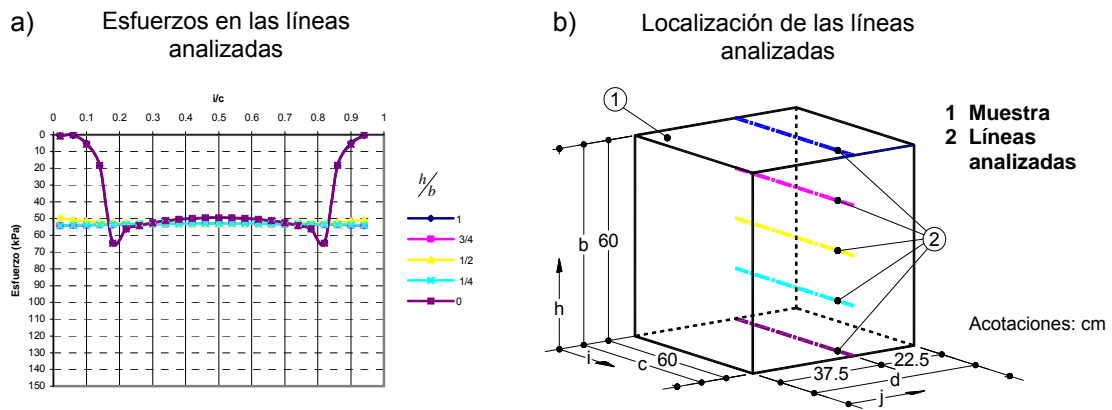 a)
Esfuerzos en las líneas
analizadas
i/c
0 0.1 0.2 0.3 0.4 0.5 0.6 0.7 0.8 0.9 1
0
10
20
30
40
50
60
70
80
90
100
110
120
130
140
150
Esfuerzo (kPa)
h/b
1
3/4
1/2
1/4
0
b)
Localización de las líneas
analizadas
1
1 Muestra
2 Líneas
analizadas
b
60
2
h
Acotaciones: cm
i
c
60
37.5
22.5
d
j